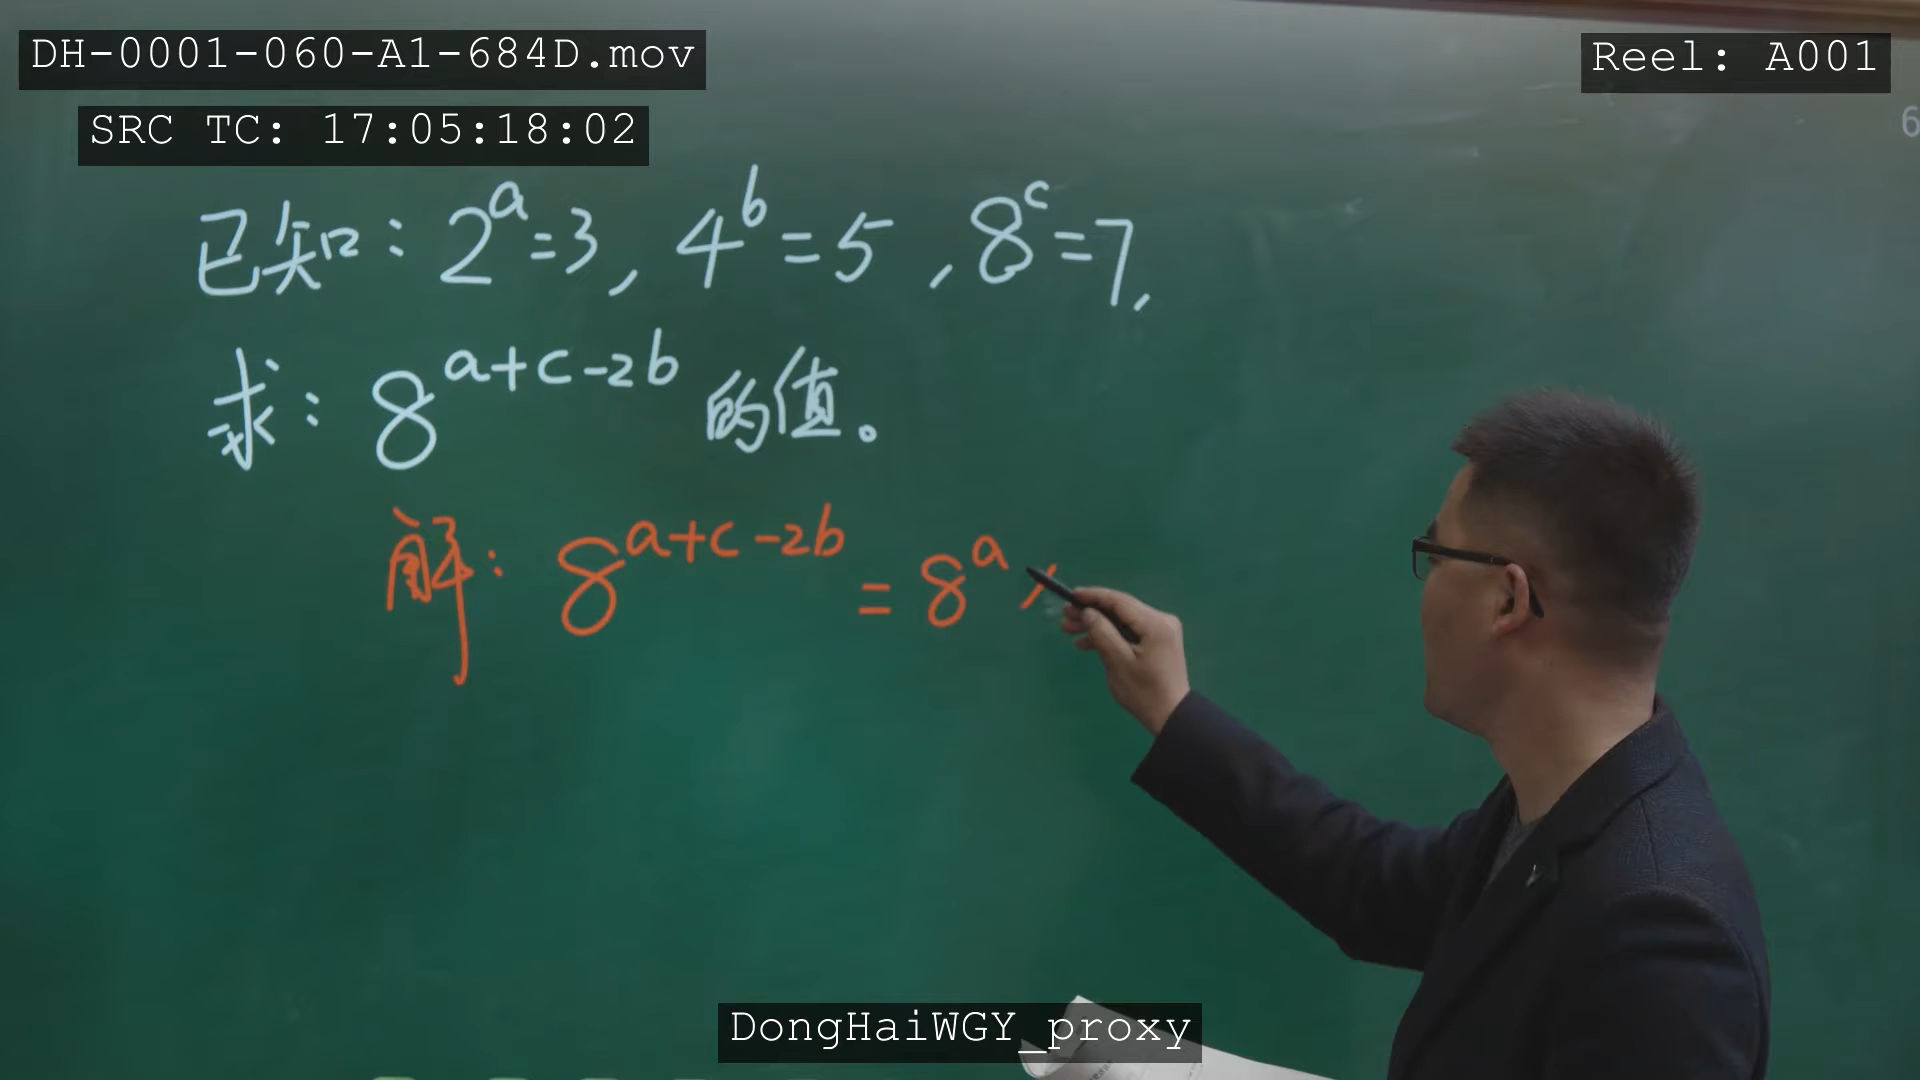 DH-0001-060-A1-684D.mov
Reel: A001
SRC TC: 17:05:18:02
6
已知：2^a=3，4^b=5，8^c=7，
求：8^{a+c-2b}的值。
解：8^{a+c-2b}=8^a
DongHaiWGY_proxy